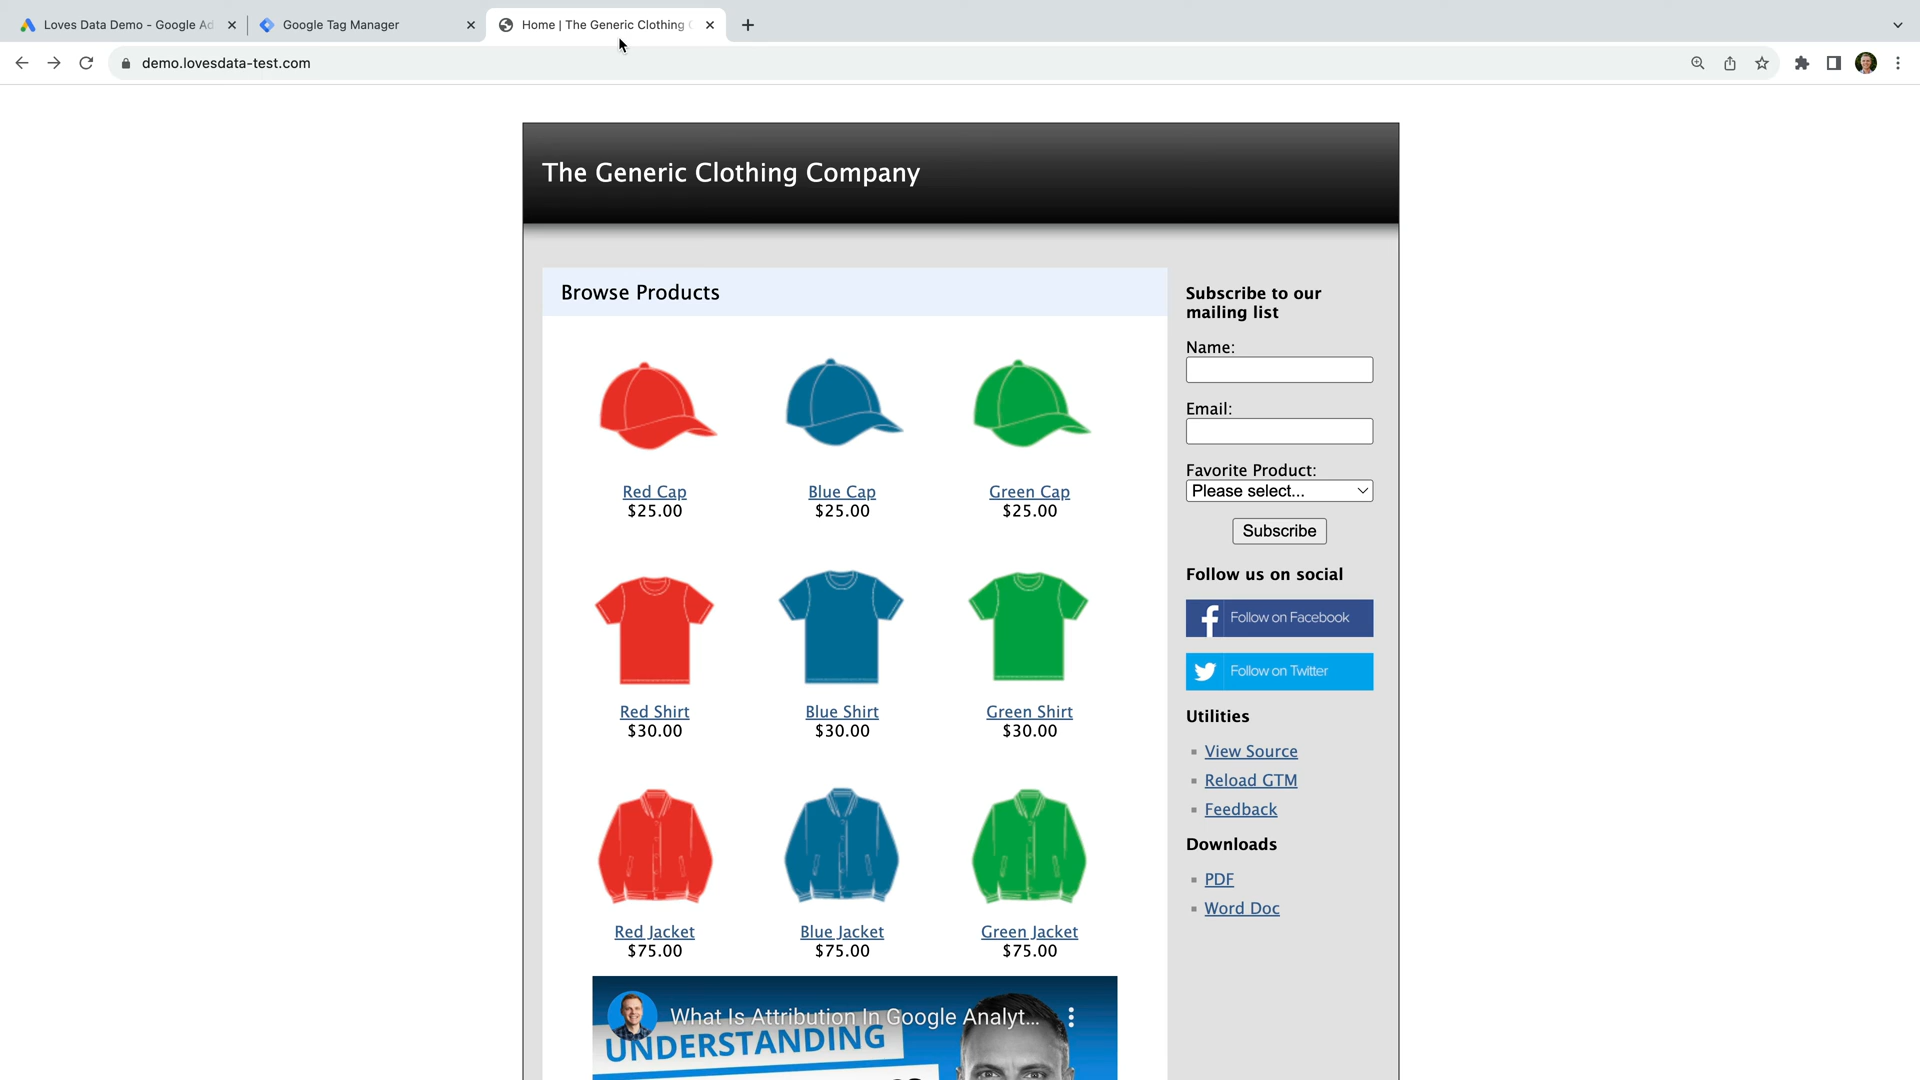 Loves Data Demo - Google Ad
Google Tag Manager
Home | The Generic Clothing
demo.lovesdata-test.com
The Generic Clothing Company
Browse Products
Red Cap
$25.00
Blue Cap
$25.00
Green Cap
$25.00
Red Shirt
$30.00
Blue Shirt
$30.00
Green Shirt
$30.00
Red Jacket
$75.00
Blue Jacket
$75.00
Green Jacket
$75.00
What Is Attribution In Google Analyt...
UNDERSTANDING
Subscribe to our
mailing list
Name:
Email:
Favorite Product:
Please select...
Subscribe
Follow us on social
Follow on Facebook
Follow on Twitter
Utilities
View Source
Reload GTM
Feedback
Downloads
PDF
Word Doc